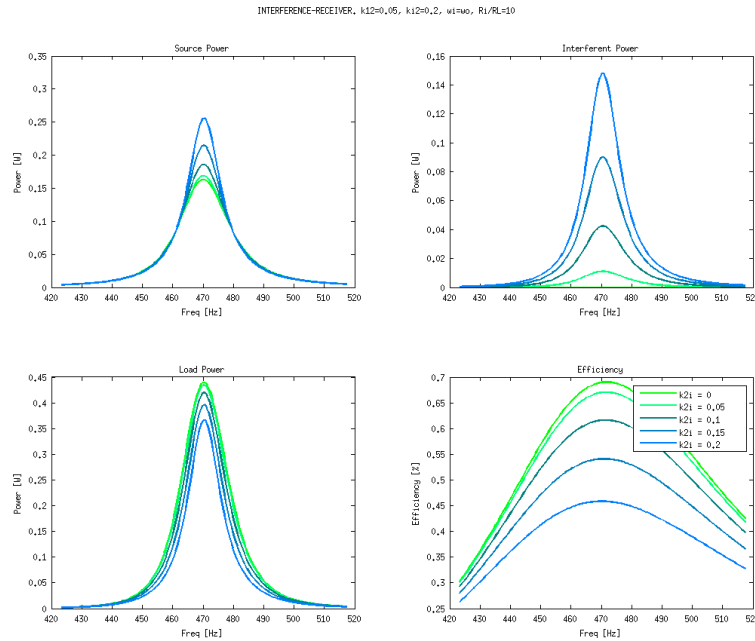 INTERFERENCE-RECEIVER. k12=0.05, ki2=0.2, wi=wo, Ri/RL=10
Source Power
0.35
0.3
0.25
0.2
0.15
0.1
0.05
0
Power [W]
420 430 440 450 460 470 480 490 500 510 520
Freq [Hz]
Interferent Power
0.16
0.14
0.12
0.1
0.08
0.06
0.04
0.02
0
Power [W]
420 430 440 450 460 470 480 490 500 510 520
Freq [Hz]
Load Power
0.45
0.4
0.35
0.3
0.25
0.2
0.15
0.1
0.05
0
Power [W]
420 430 440 450 460 470 480 490 500 510 520
Freq [Hz]
Efficiency
0.7
0.65
0.6
0.55
0.5
0.45
0.4
0.35
0.3
0.25
Efficiency [%]
k2i = 0
k2i = 0.05
k2i = 0.1
k2i = 0.15
k2i = 0.2
420 430 440 450 460 470 480 490 500 510 52
Freq [Hz]